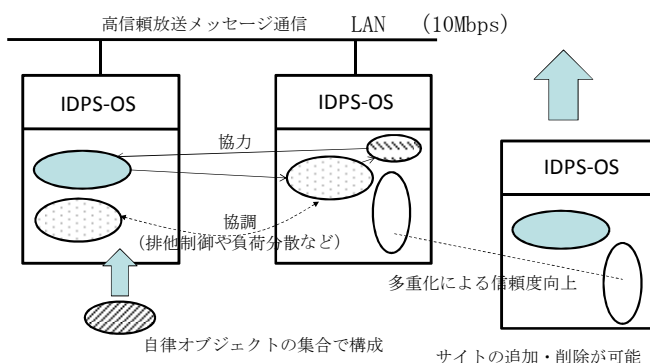 高信頼放送メッセージ通信 LAN (10Mbps)
IDPS-OS
IDPS-OS
協力
IDPS-OS
協調
(排他制御や負荷分散など)
多重化による信頼度向上
自律オブジェクトの集合で構成
サイトの追加・削除が可能